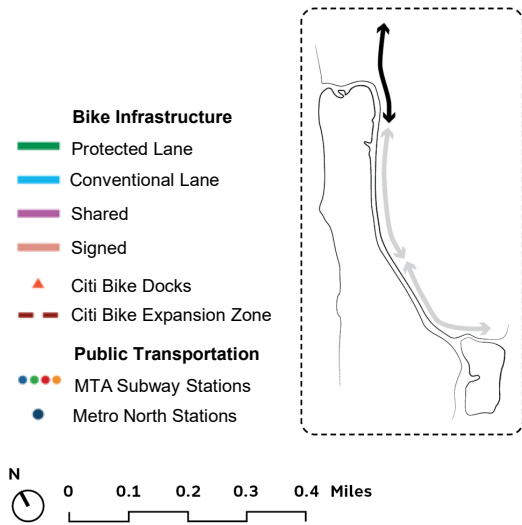 Bike Infrastructure
Protected Lane
Conventional Lane
Shared
Signed
Citi Bike Docks
Citi Bike Expansion Zone
Public Transportation
MTA Subway Stations
Metro North Stations
N
0 0.1 0.2 0.3 0.4 Miles